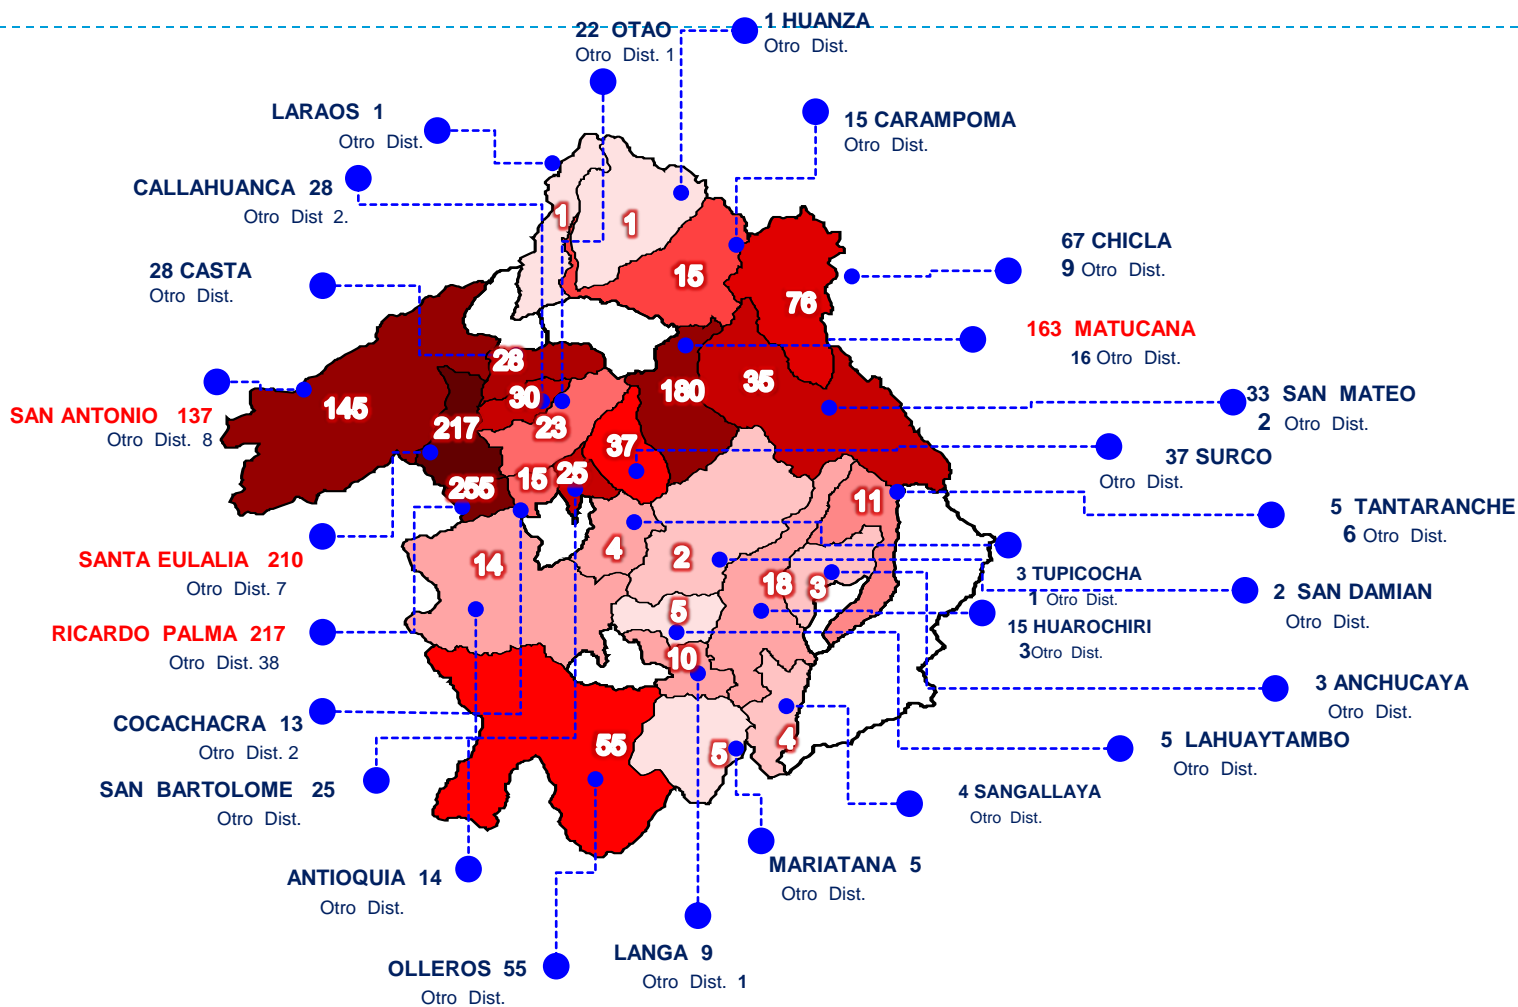 22 OTAO
Otro Dist. 1
1 HUANZA
Otro Dist.
LARAOS 1
Otro Dist.
15 CARAMPOMA
Otro Dist.
CALLAHUANCA 28
Otro Dist 2.
28 CASTA
Otro Dist.
67 CHICLA
9 Otro Dist.
163 MATUCANA
16 Otro Dist.
SAN ANTONIO 137
Otro Dist. 8
33 SAN MATEO
2 Otro Dist.
37 SURCO
Otro Dist.
5 TANTARANCHE
6 Otro Dist.
SANTA EULALIA 210
Otro Dist. 7
3 TUPICOCHA
1 Otro Dist.
2 SAN DAMIAN
Otro Dist.
RICARDO PALMA 217
Otro Dist. 38
15 HUAROCHIRI
3Otro Dist.
3 ANCHUCAYA
Otro Dist.
COCACHACRA 13
Otro Dist. 2
5 LAHUAYTAMBO
Otro Dist.
SAN BARTOLOME 25
Otro Dist.
4 SANGALLAYA
Otro Dist.
ANTIOQUIA 14
Otro Dist.
MARIATANA 5
Otro Dist.
LANGA 9
Otro Dist. 1
OLLEROS 55
Otro Dist.
1
1
15
76
28
180
35
30
145
217
23
37
255
15
25
11
14
4
2
18
3
5
10
55
5
4